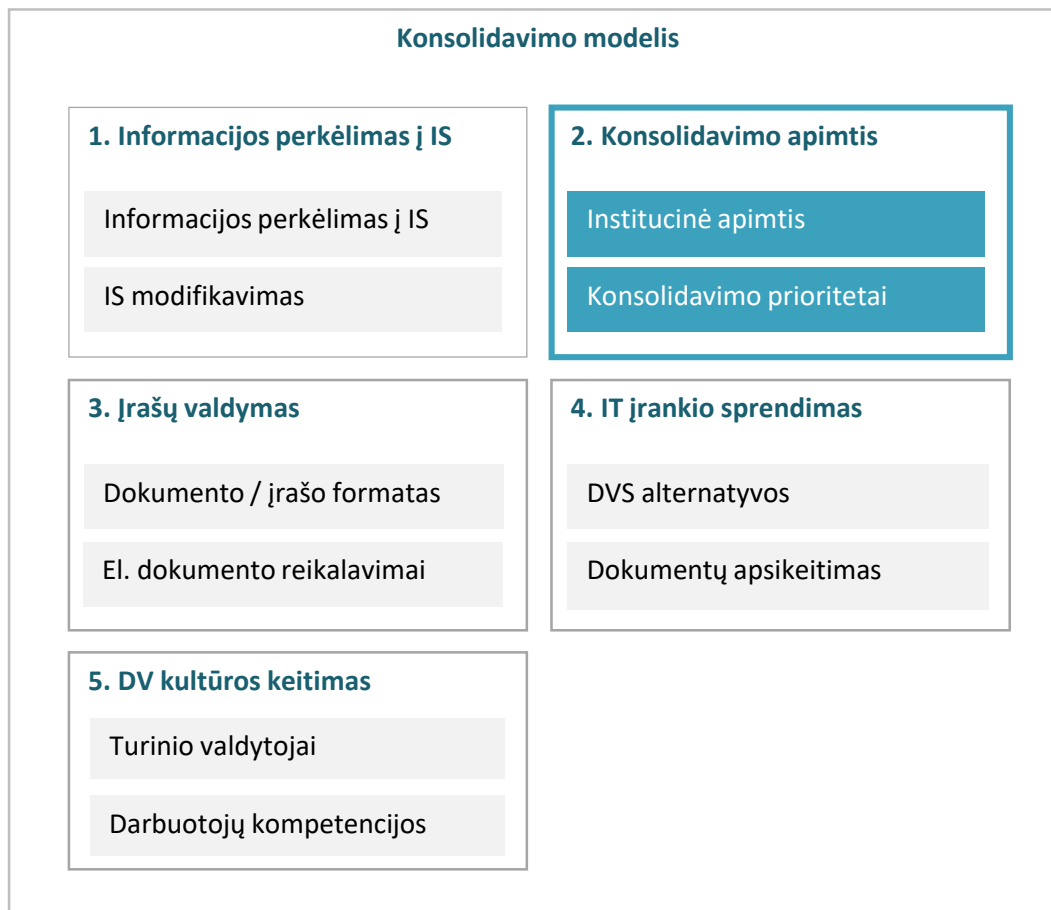 Konsolidavimo modelis
1. Informacijos perkėlimas į IS
Informacijos perkėlimas į IS
IS modifikavimas
2. Konsolidavimo apimtis
Institucinė apimtis
Konsolidavimo prioritetai
3. Įrašų valdymas
Dokumento / įrašo formatas
El. dokumento reikalavimai
4. IT įrankio sprendimas
DVS alternatyvos
Dokumentų apsikeitimas
5. DV kultūros keitimas
Turinio valdytojai
Darbuotojų kompetencijos